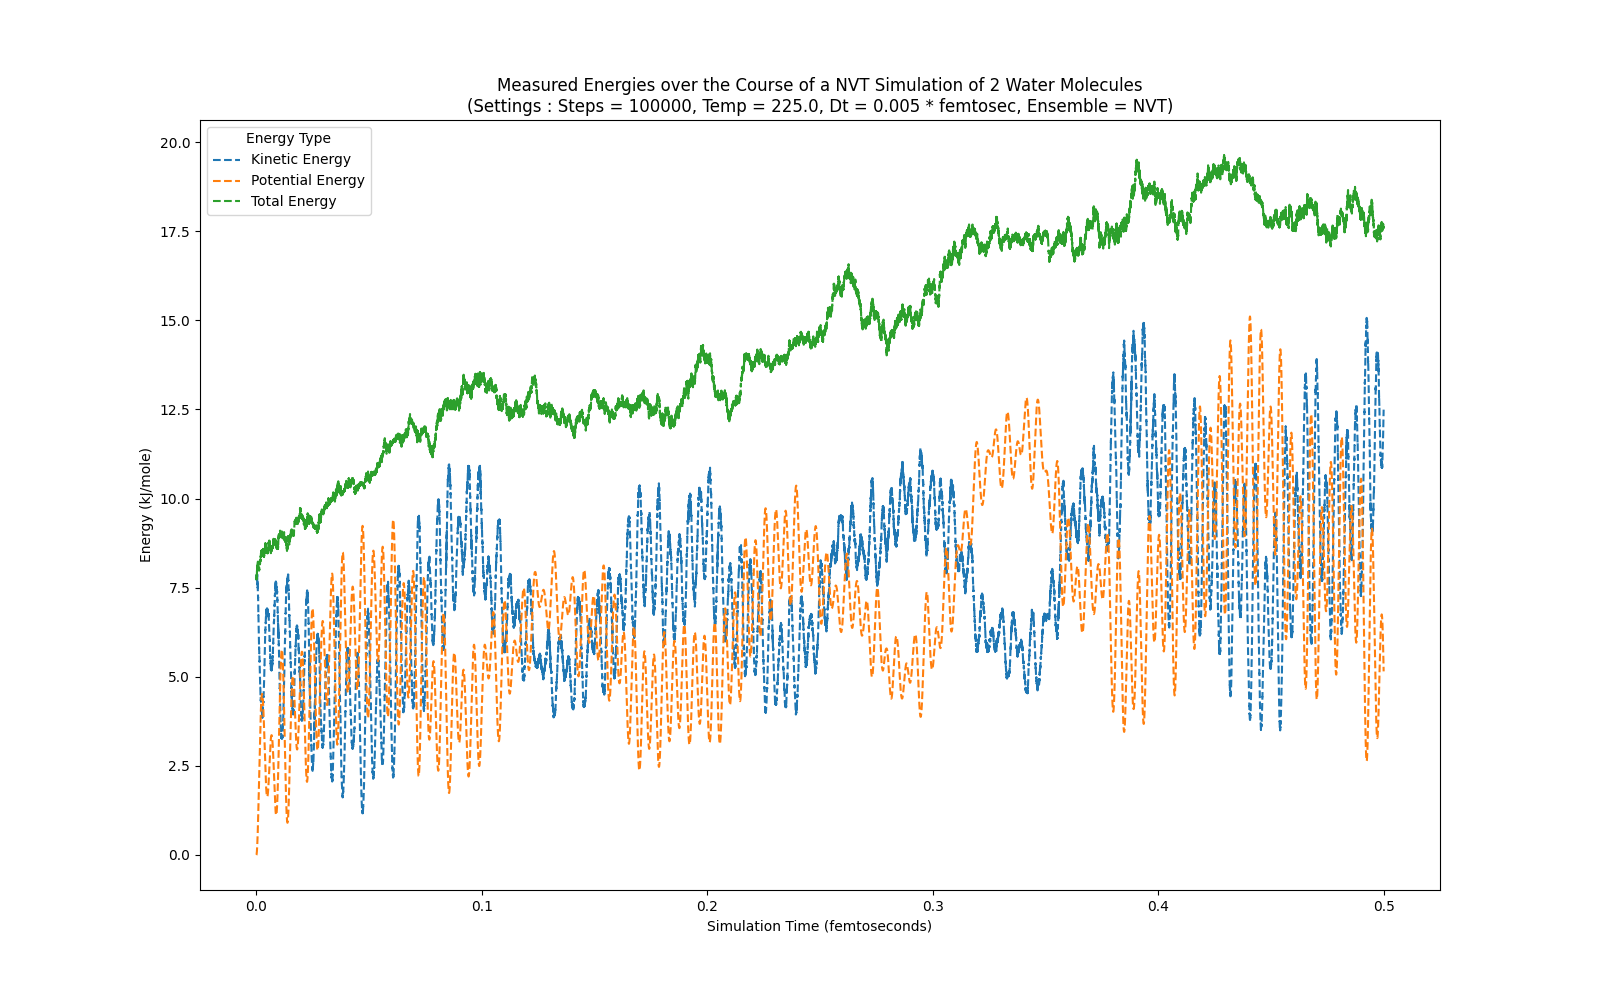 Measured Energies over the Course of a NVT Simulation of 2 Water Molecules
(Settings : Steps = 100000, Temp = 225.0, Dt = 0.005 * femtosec, Ensemble = NVT)
Energy Type
Kinetic Energy
Potential Energy
Total Energy
Energy (kJ/mole)
20.0
17.5
15.0
12.5
10.0
7.5
5.0
2.5
0.0
0.0 0.1 0.2 0.3 0.4 0.5
Simulation Time (femtoseconds)